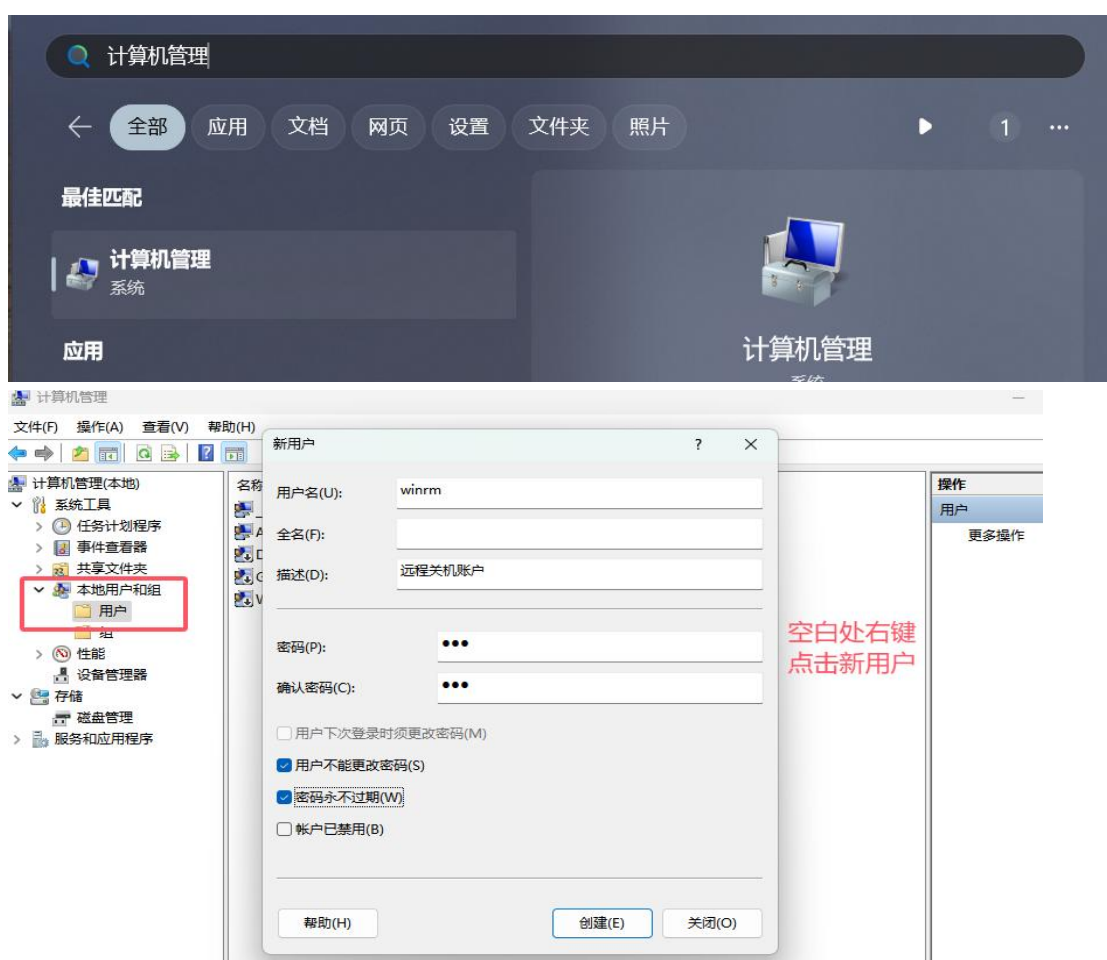 计算机管理
全部 应用 文档 网页 设置 文件夹 照片 1 ...
最佳匹配
计算机管理
系统
应用
计算机管理
计算机管理
文件(F) 操作(A) 查看(V) 帮助(H)
新用户 ? ×
计算机管理(本地)
系统工具
任务计划程序
事件查看器
共享文件夹
本地用户和组
用户
组
性能
设备管理器
存储
磁盘管理
服务和应用程序
名称
用户名(U): winrm
全名(F):
描述(D): 远程关机账户
密码(P): •••
确认密码(C): •••
用户下次登录时须更改密码(M)
用户不能更改密码(S)
密码永不过期(W)
帐户已禁用(B)
帮助(H) 创建(E) 关闭(O)
空白处右键
点击新用户
操作
用户
更多操作